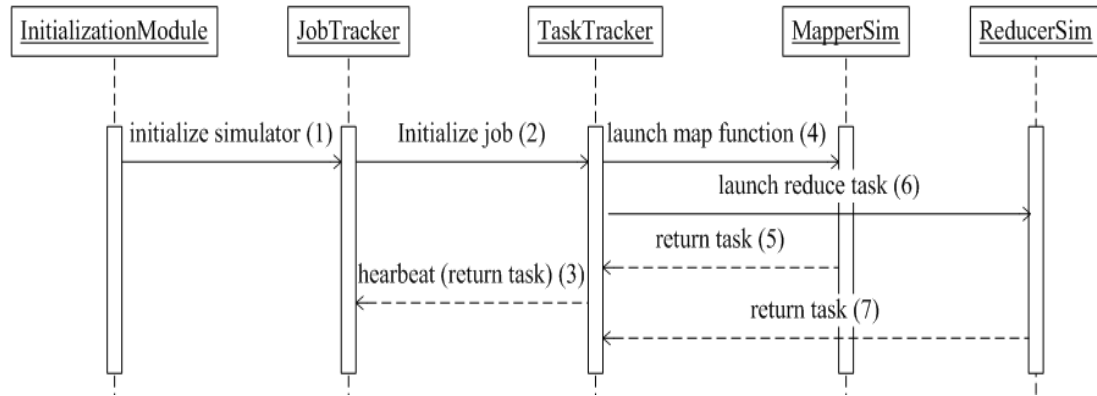 InitializationModule JobTracker TaskTracker MapperSim ReducerSim
initialize simulator (1) Initialize job (2) launch map function (4)
launch reduce task (6)
return task (5)
hearbeat (return task) (3)
return task (7)